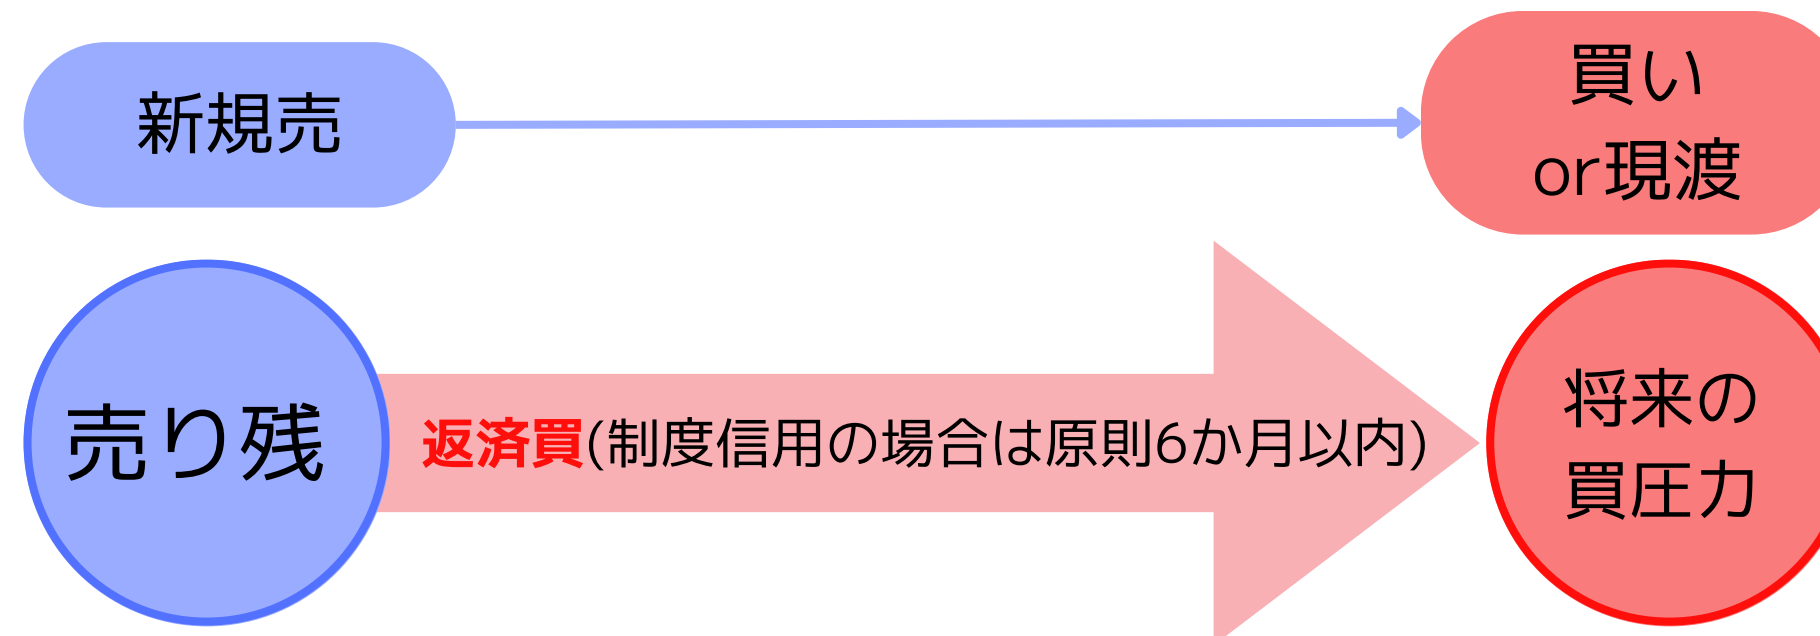 新規売
買い
or現渡
売り残
返済買(制度信用の場合は原則6か月以内)
将来の
買圧力